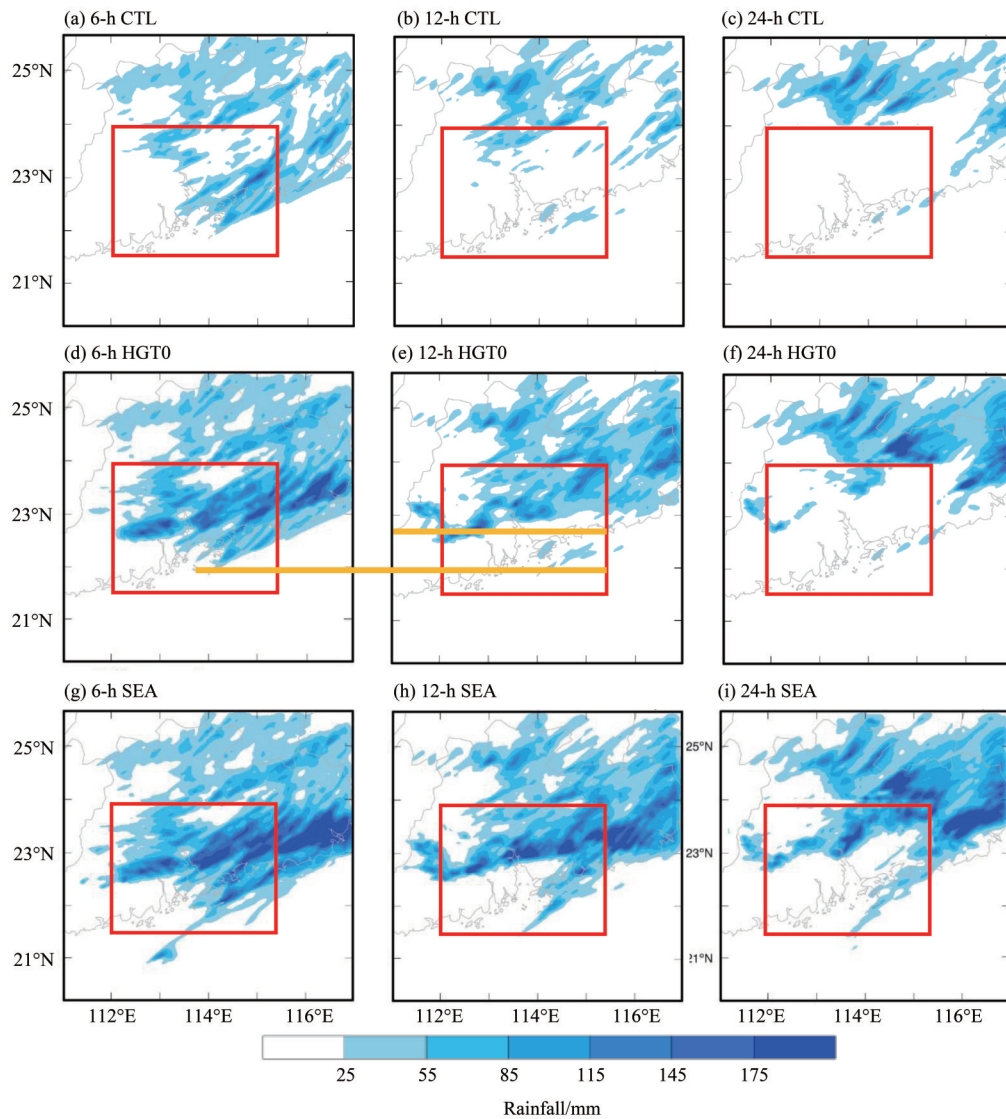 (a) 6-h CTL (b) 12-h CTL (c) 24-h CTL
25°N
23°N
21°N
(d) 6-h HGT0 (e) 12-h HGT0 (f) 24-h HGT0
25°N
23°N
21°N
(g) 6-h SEA (h) 12-h SEA (i) 24-h SEA
25°N 25°N
23°N 23°N
21°N 21°N
112°E 114°E 116°E 112°E 114°E 116°E 112°E 114°E 116°E
25 55 85 115 145 175
Rainfall/mm